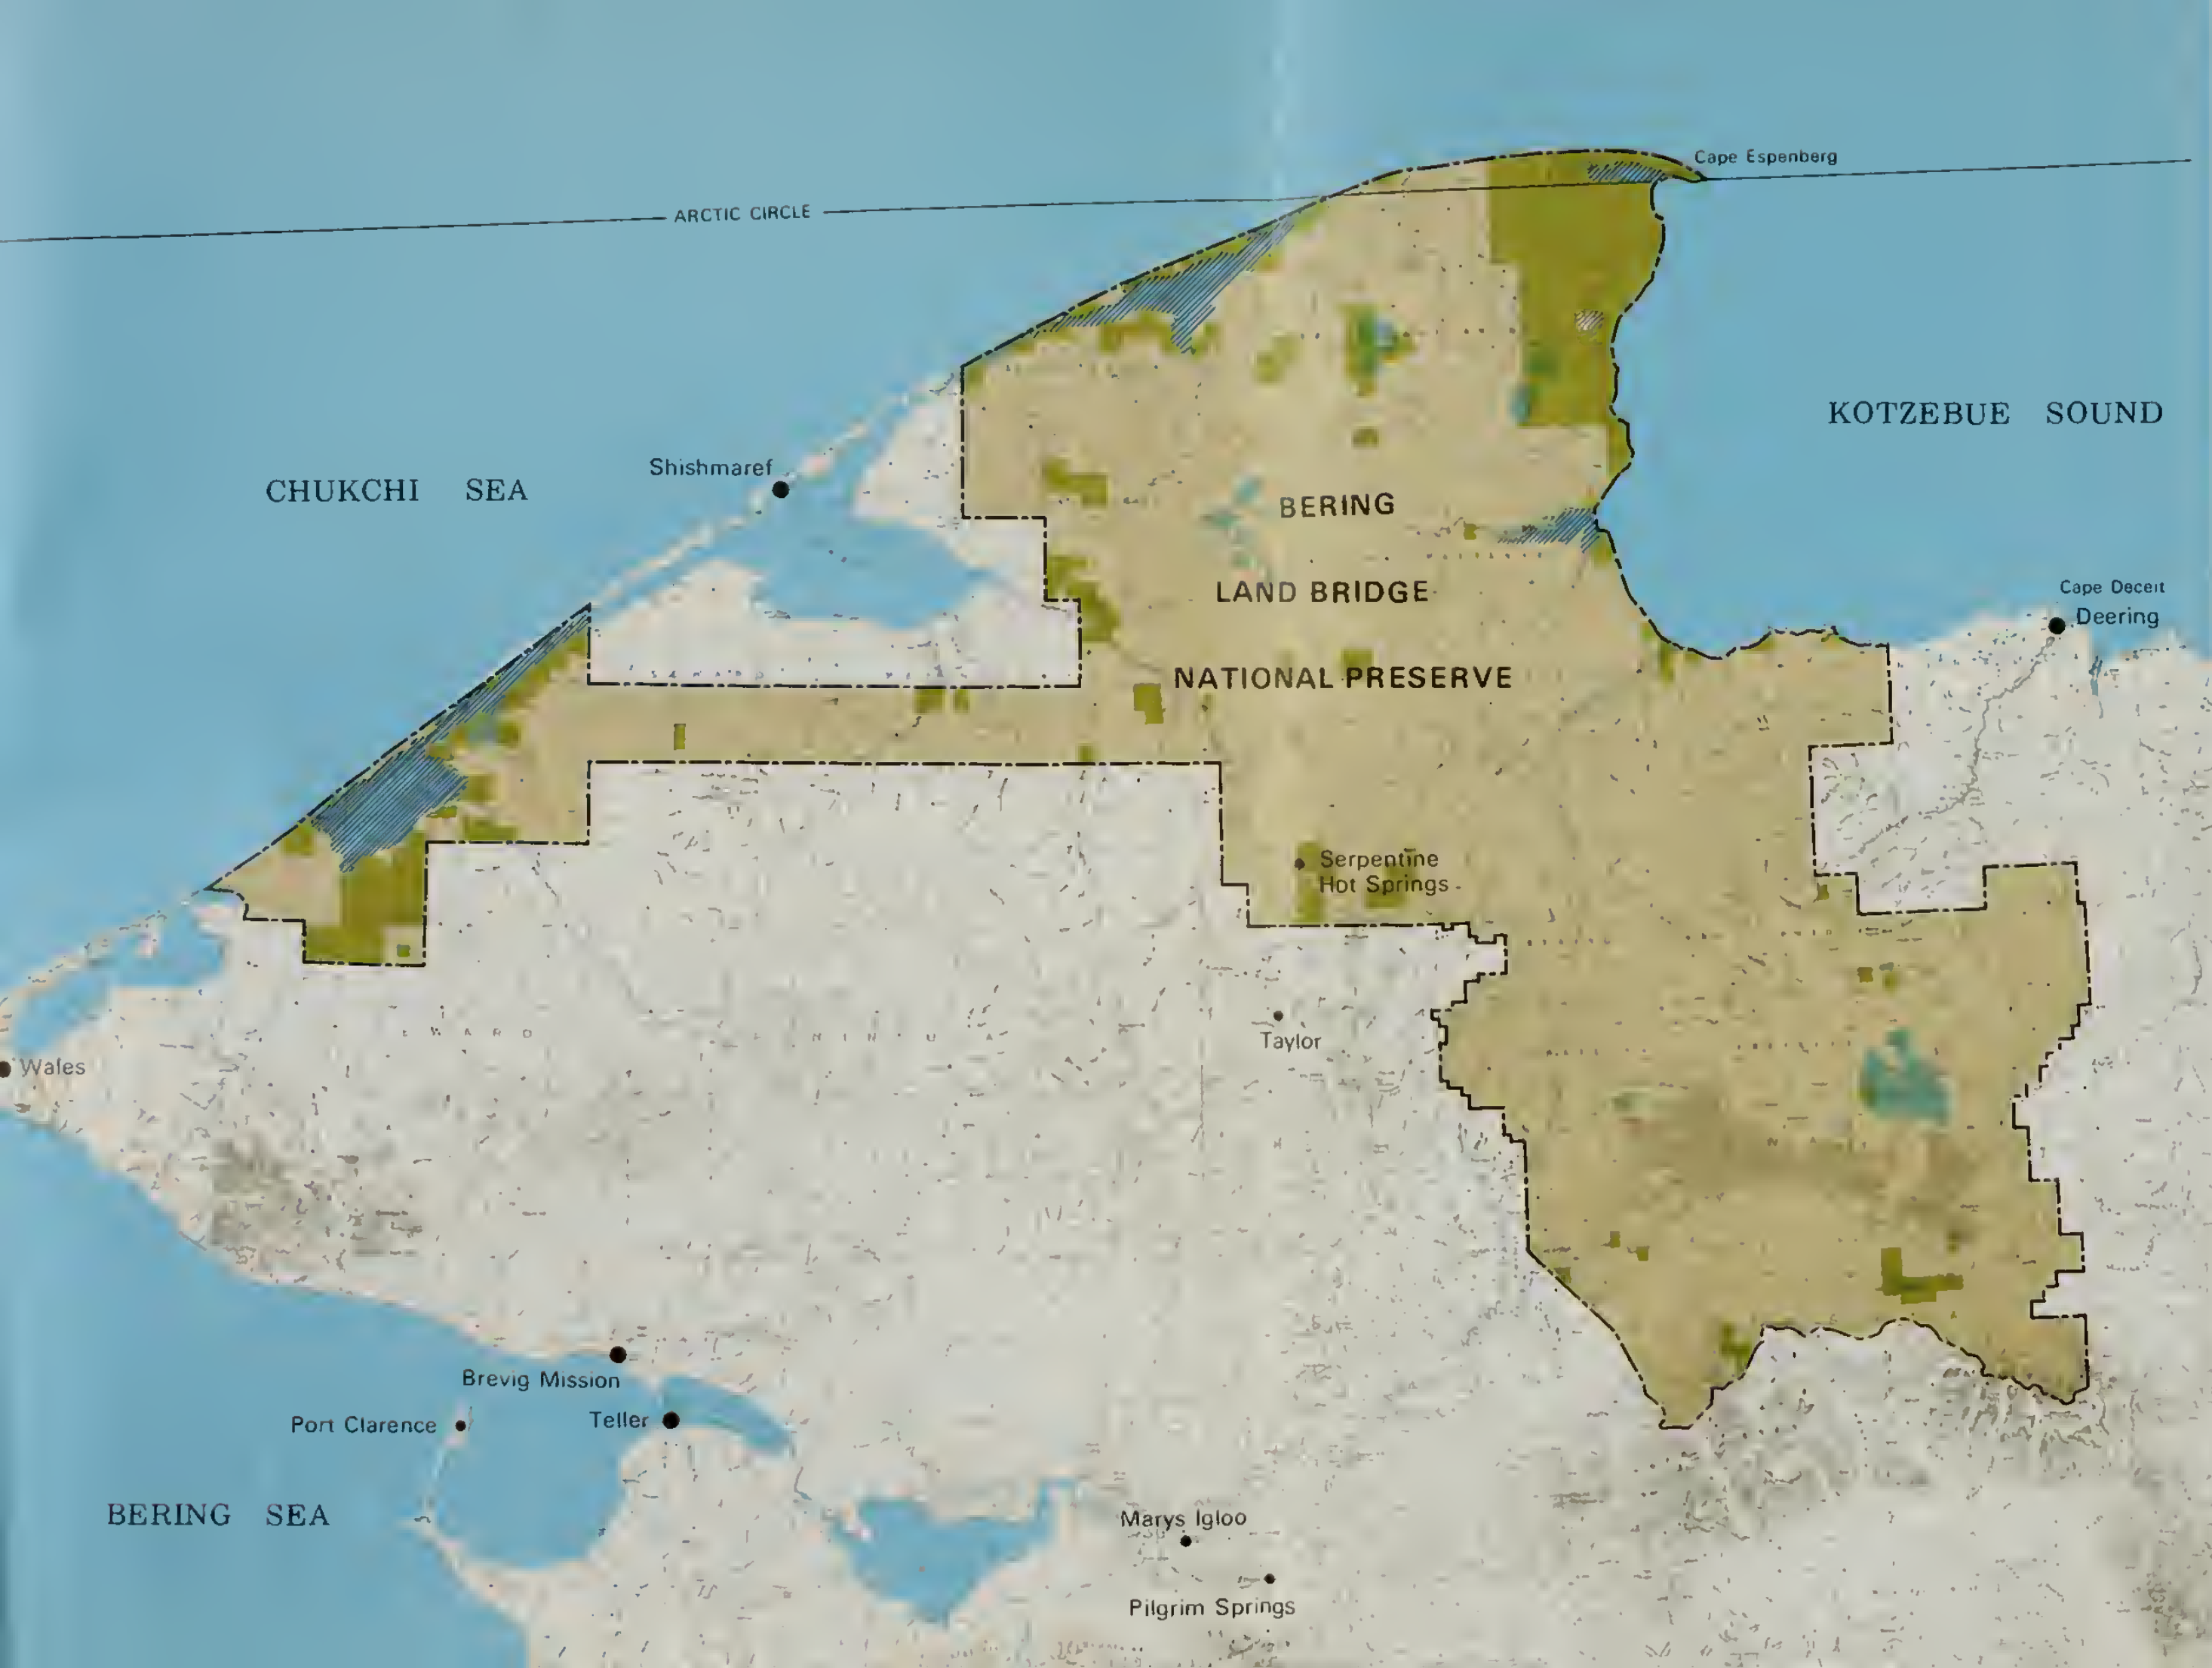 Cape Espenberg
ARCTIC CIRCLE
KOTZEBUE SOUND
Shishmaref
CHUKCHI SEA
BERING
LAND BRIDGE
NATIONAL PRESERVE
Cape Deceit
Deering
Serpentine
Hot Springs
Taylor
Wales
Brevig Mission
Port Clarence
Teller
BERING SEA
Marys Igloo
Pilgrim Springs